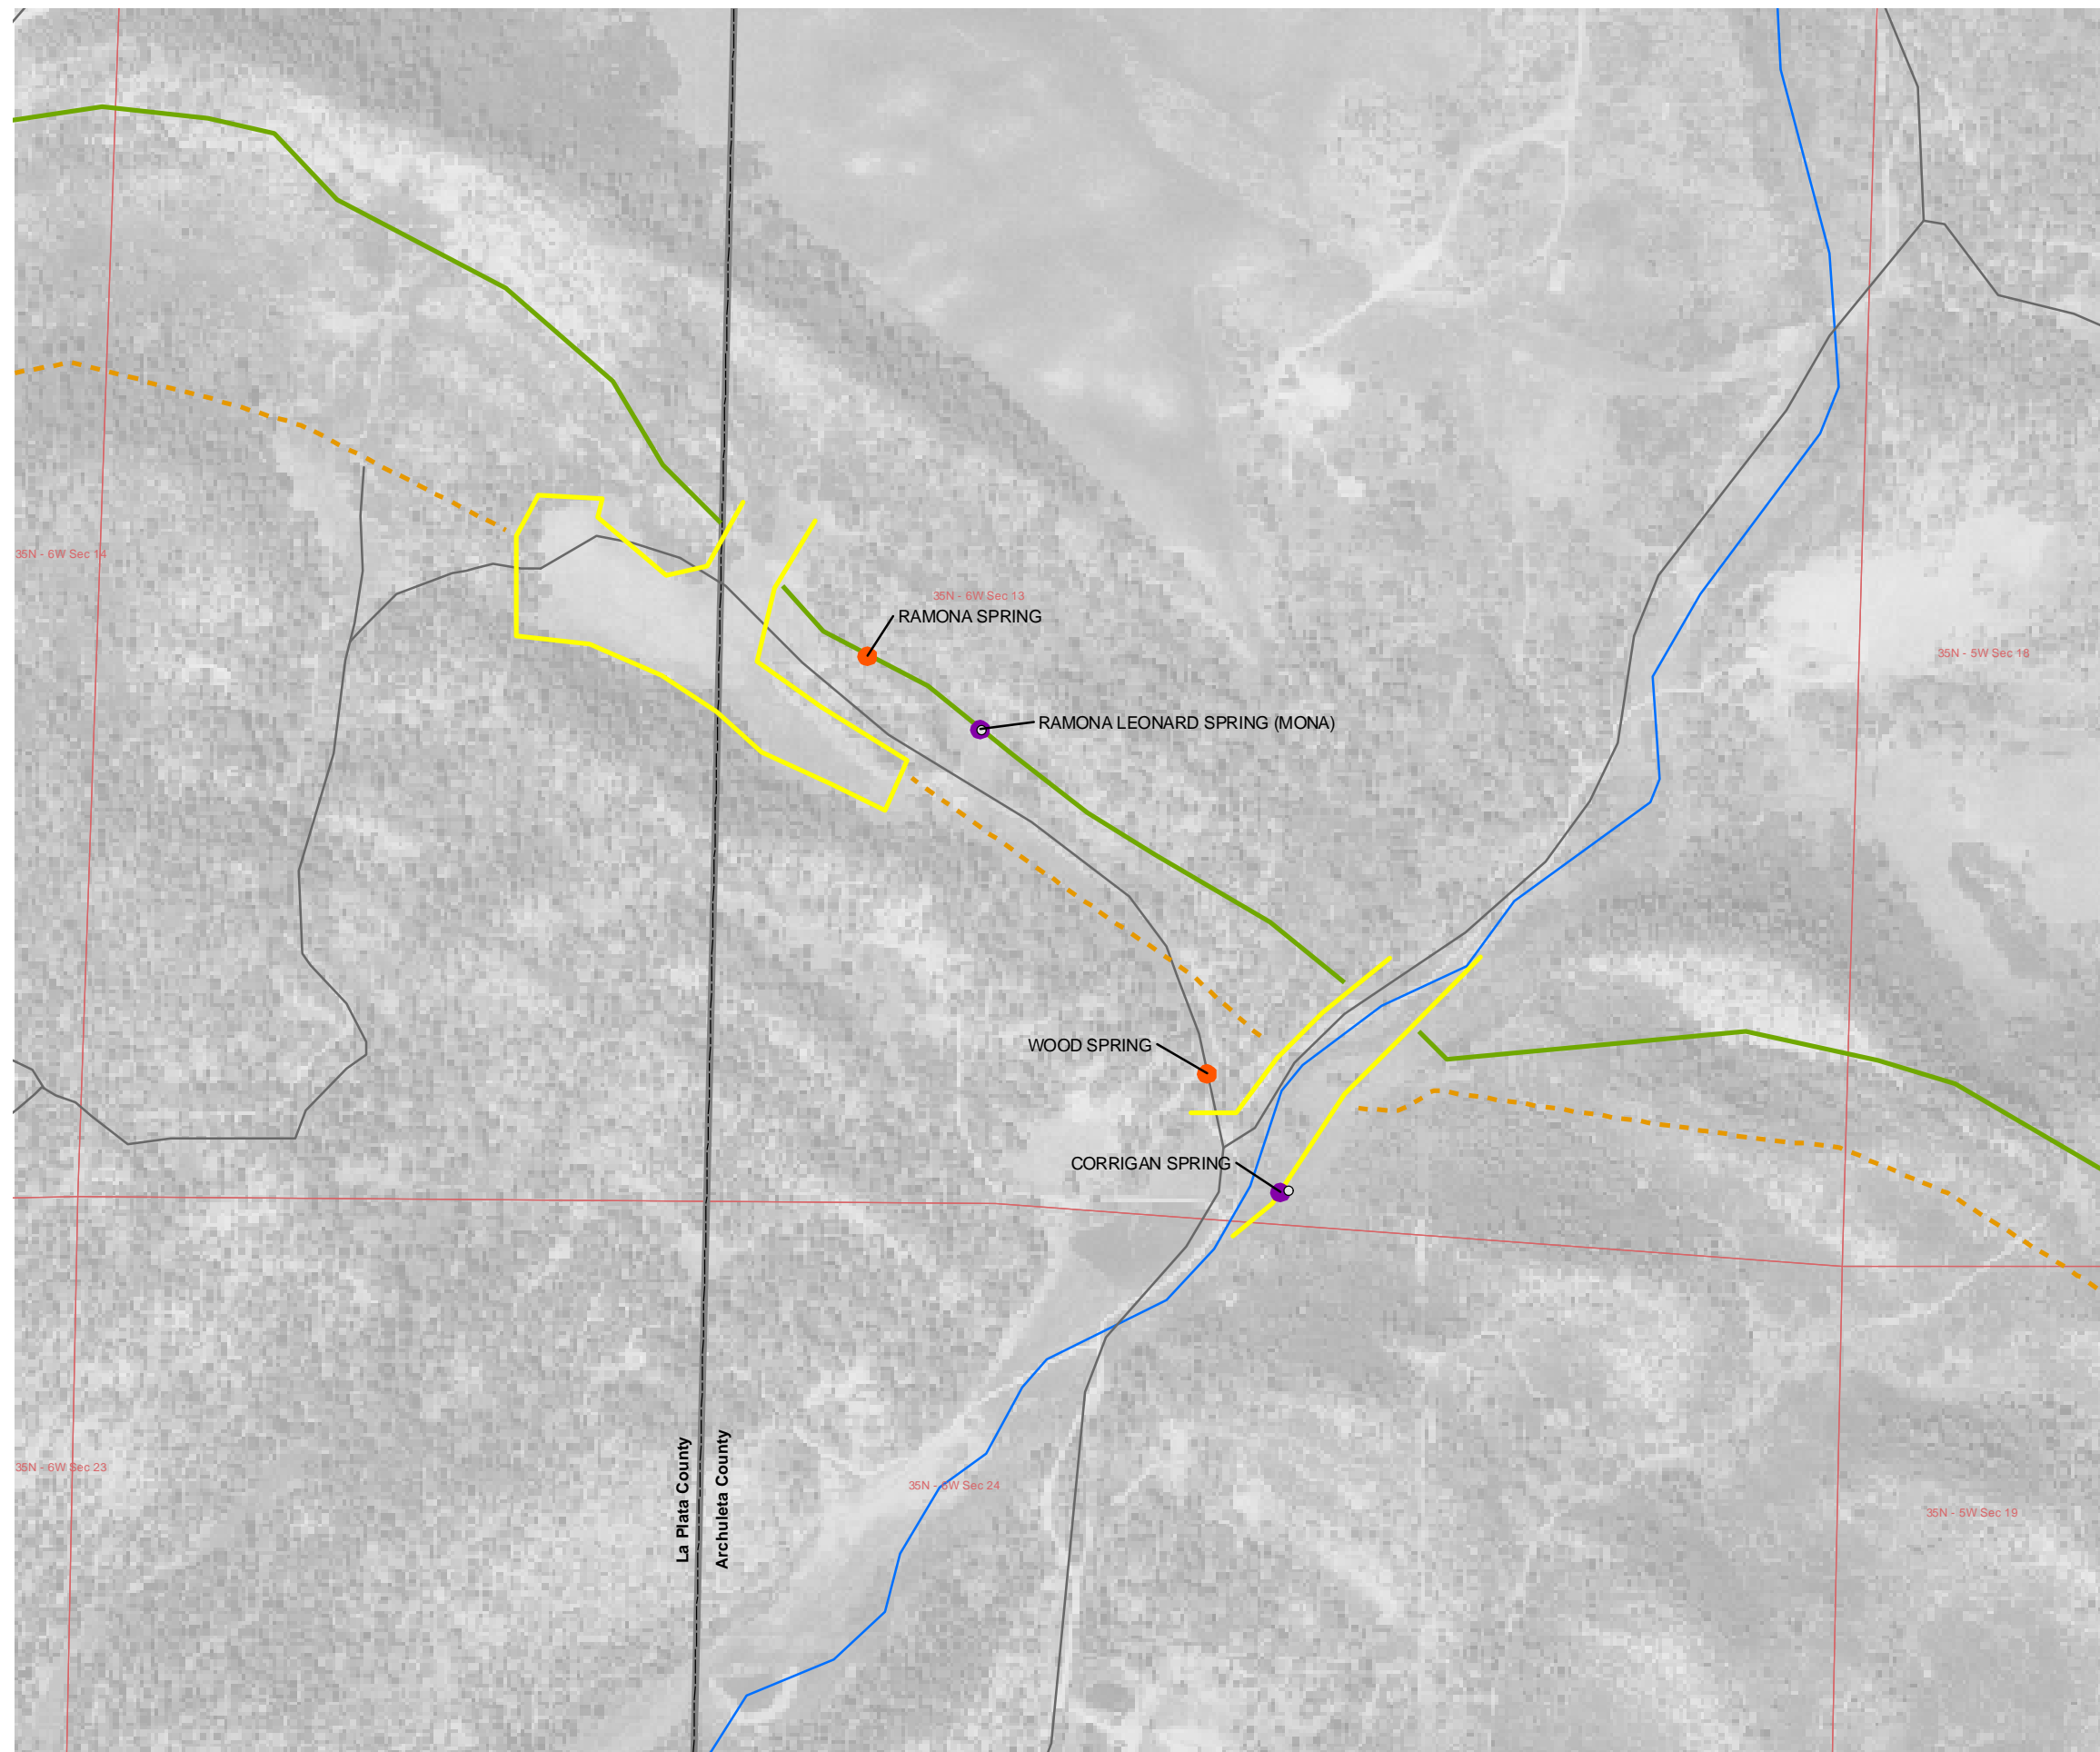 35N - 6W Sec 14
35N - 6W Sec 13
RAMONA SPRING
35N - 5W Sec 18
RAMONA LEONARD SPRING (MONA)
WOOD SPRING
CORRIGAN SPRING
La Plata County
Archuleta County
35N - 6W Sec 23
35N - 6W Sec 24
35N - 5W Sec 19